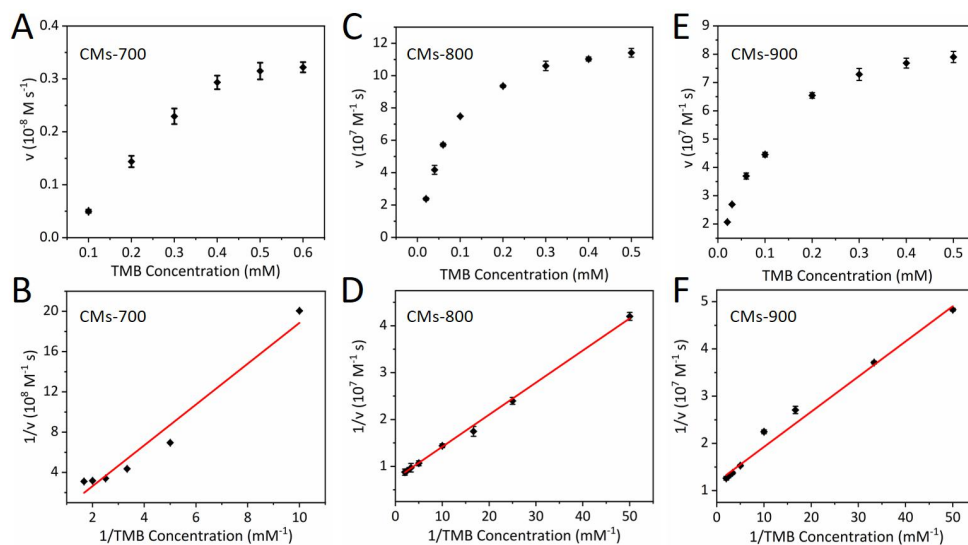 A
CMs-700
v (10⁻⁸ M s⁻¹)
0.4
0.3
0.2
0.1
0.0
0.1 0.2 0.3 0.4 0.5 0.6
TMB Concentration (mM)
C
CMs-800
v (10⁷ M⁻¹ s)
12
10
8
6
4
2
0
0.0 0.1 0.2 0.3 0.4 0.5
TMB Concentration (mM)
E
CMs-900
v (10⁷ M⁻¹ s)
9
8
7
6
5
4
3
2
0.0 0.1 0.2 0.3 0.4 0.5
TMB Concentration (mM)
B
CMs-700
1/v (10⁸ M⁻¹ s)
20
16
12
8
4
2 4 6 8 10
1/TMB Concentration (mM⁻¹)
D
CMs-800
1/v (10⁷ M⁻¹ s)
4
3
2
1
0 10 20 30 40 50
1/TMB Concentration (mM⁻¹)
F
CMs-900
1/v (10⁷ M⁻¹ s)
5
4
3
2
1
0 10 20 30 40 50
1/TMB Concentration (mM⁻¹)